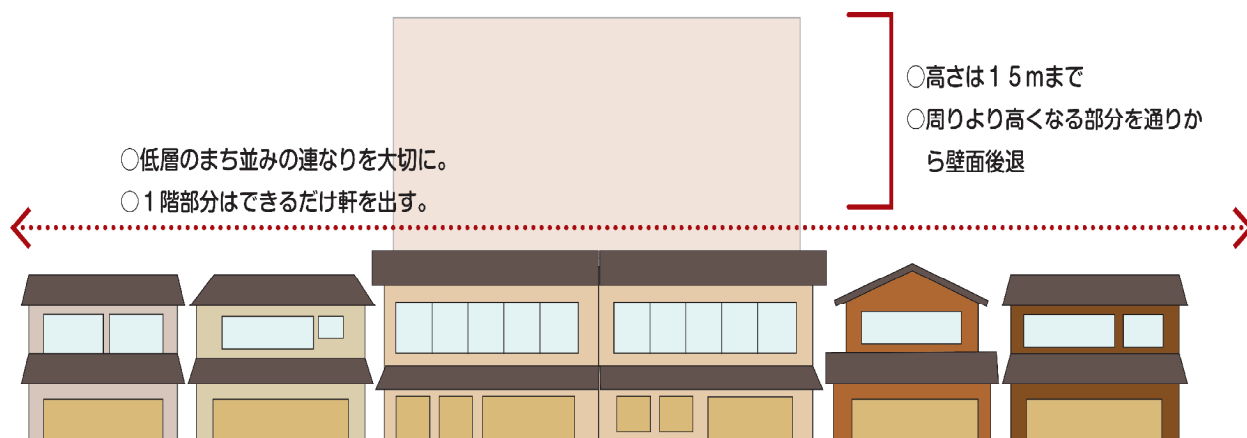 ○高さは１５ｍまで
○周りより高くなる部分を通りか
ら壁面後退
○低層のまち並みの連なりを大切に。
○１階部分はできるだけ軒を出す。